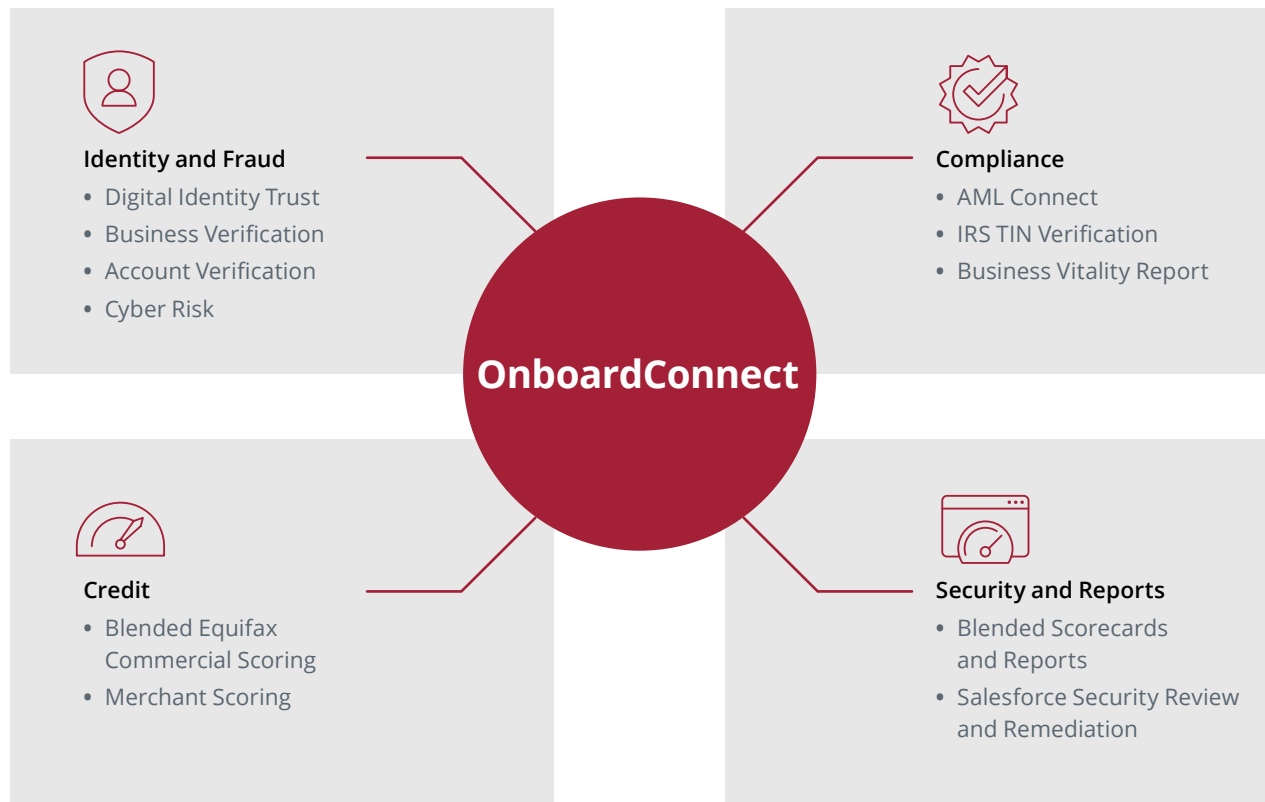 Identity and Fraud
• Digital Identity Trust
• Business Verification
• Account Verification
• Cyber Risk
Compliance
• AML Connect
• IRS TIN Verification
• Business Vitality Report
OnboardConnect
Credit
• Blended Equifax
Commercial Scoring
• Merchant Scoring
Security and Reports
• Blended Scorecards
and Reports
• Salesforce Security Review
and Remediation